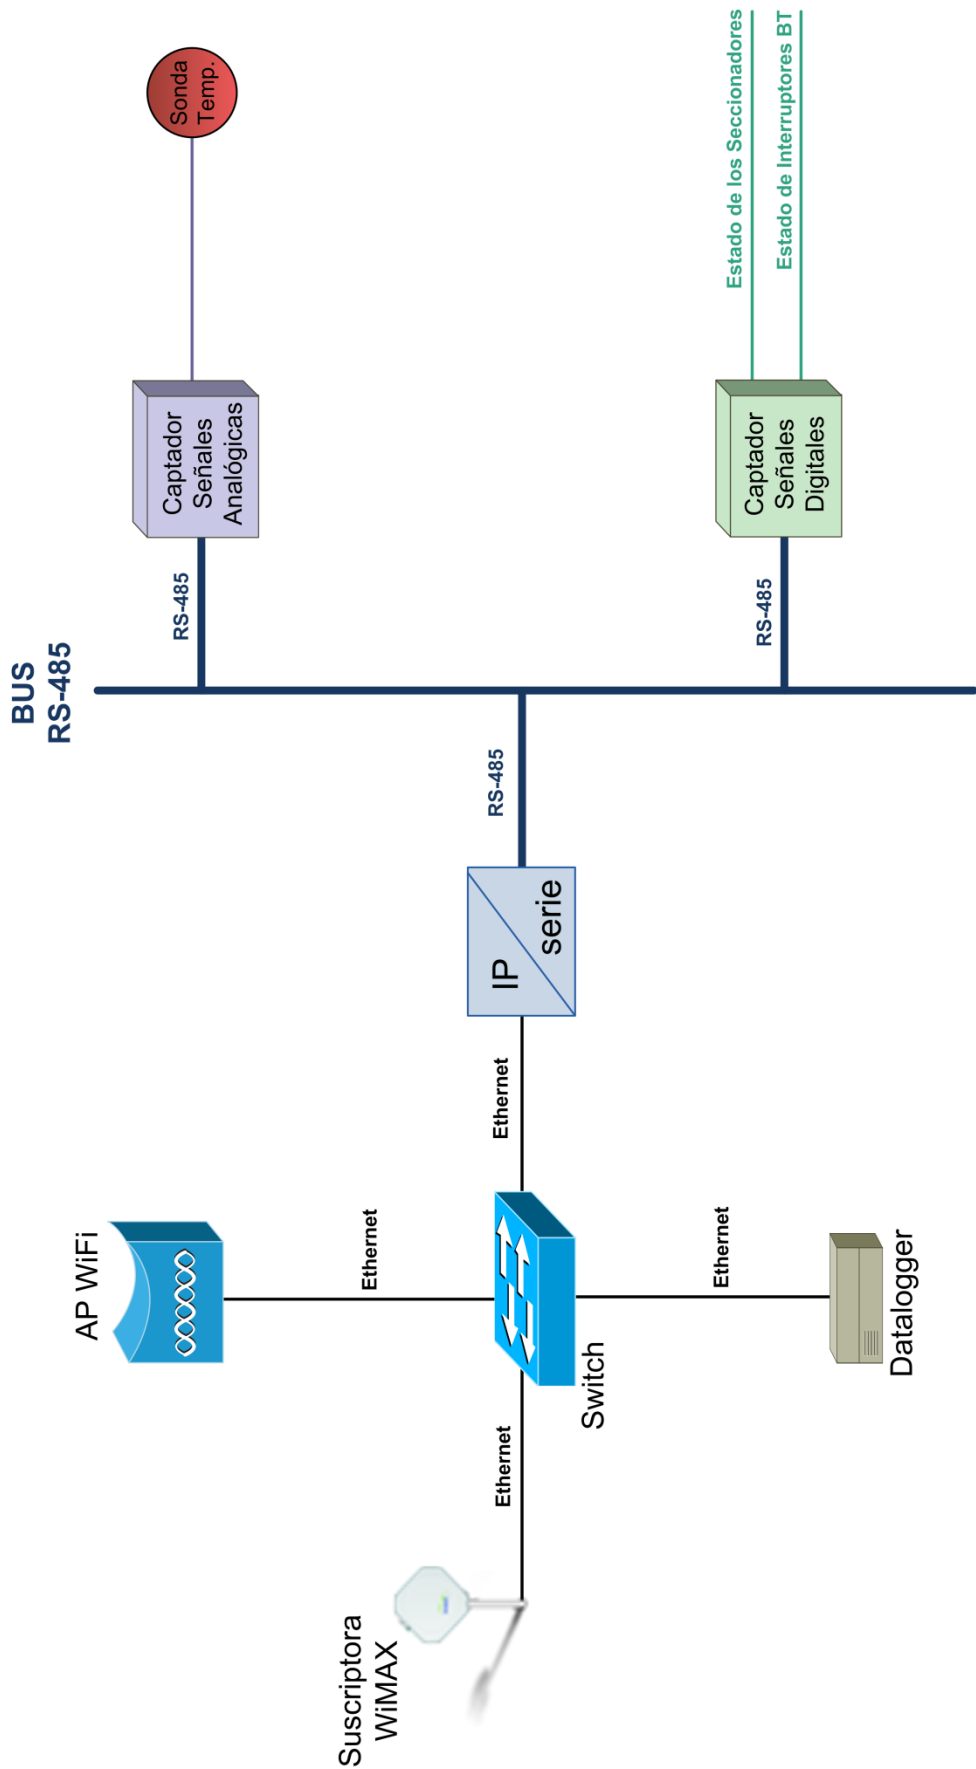 BUS
RS-485
AP WiFi
RS-485
Captador
Señales
Analógicas
Sonda
Temp.
Suscriptora
WiMAX
Ethernet
Ethernet
Ethernet
IP
serie
RS-485
Switch
Ethernet
RS-485
Captador
Señales
Digitales
Estado de los Seccionadores
Estado de Interruptores BT
Datalogger